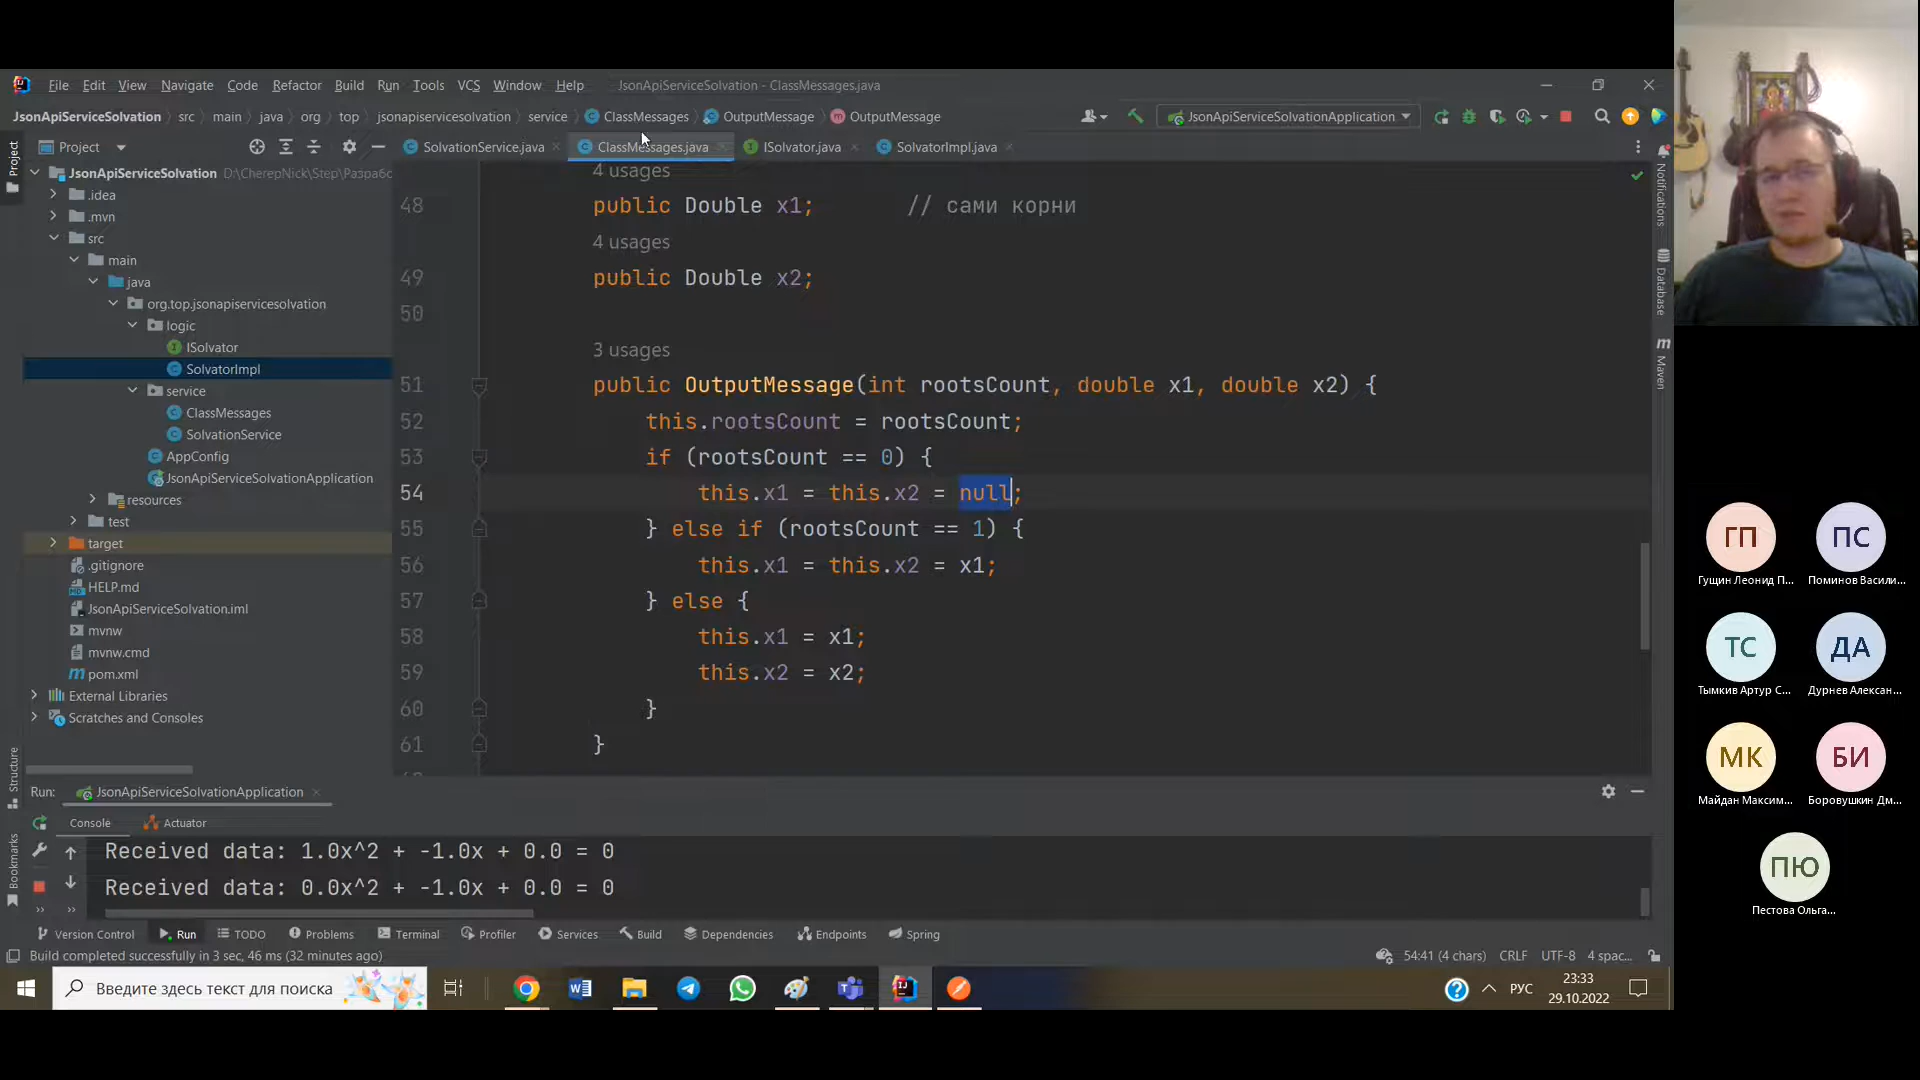 File Edit View Navigate Code Refactor Build Run Tools VCS Window Help JsonApiServiceSolvation - ClassMessages.java
JsonApiServiceSolvation src main java org top jsonapiservicesolvation service ClassMessages OutputMessage OutputMessage JsonApiServiceSolvationApplication
Project SolvationService.java ClassMessages.java ISolvator.java SolvatorImpl.java
Project
Structure
Bookmarks
JsonApiServiceSolvation D:\CherepNick\Step\Разрабс
.idea
.mvn
src
main
java
org.top.jsonapiservicesolvation
logic
ISolvator
SolvatorImpl
service
ClassMessages
SolvationService
AppConfig
JsonApiServiceSolvationApplication
resources
test
target
.gitignore
HELP.md
JsonApiServiceSolvation.iml
mvnw
mvnw.cmd
pom.xml
External Libraries
Scratches and Consoles
4 usages
48 public Double x1; // сами корни
4 usages
49 public Double x2;
50
3 usages
51 public OutputMessage(int rootsCount, double x1, double x2) {
52 this.rootsCount = rootsCount;
53 if (rootsCount == 0) {
54 this.x1 = this.x2 = null;
55 } else if (rootsCount == 1) {
56 this.x1 = this.x2 = x1;
57 } else {
58 this.x1 = x1;
59 this.x2 = x2;
60 }
61 }
Notifications
Database
Maven
Run: JsonApiServiceSolvationApplication
Console Actuator
Received data: 1.0x^2 + -1.0x + 0.0 = 0
Received data: 0.0x^2 + -1.0x + 0.0 = 0
Version Control Run TODO Problems Terminal Profiler Services Build Dependencies Endpoints Spring
Build completed successfully in 3 sec, 46 ms (32 minutes ago) 54:41 (4 chars) CRLF UTF-8 4 spac...
Введите здесь текст для поиска
РУС
23:33
29.10.2022
ГП
Гущин Леонид П...
ПС
Поминов Васили...
ТС
Тымкив Артур С...
ДА
Дурнев Алексан...
МК
Майдан Максим...
БИ
Боровушкин Дм...
ПЮ
Пестова Ольга...